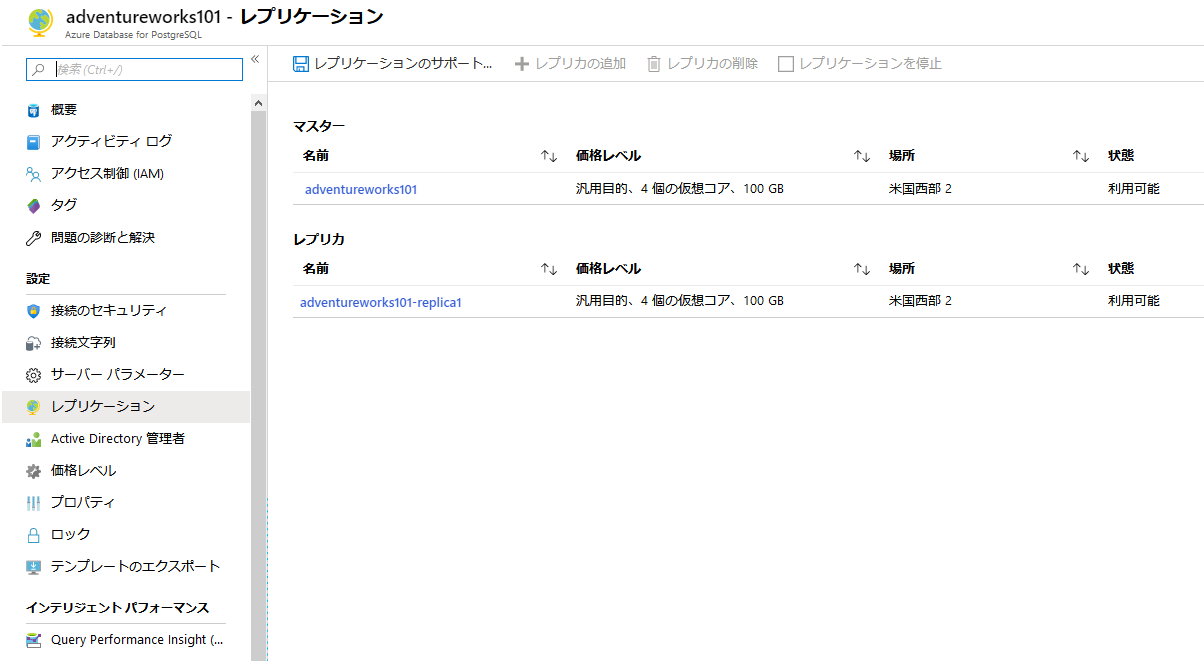 adventureworks101 - レプリケーション
Azure Database for PostgreSQL
検索 (Ctrl+/)
«
概要
アクティビティ ログ
アクセス制御 (IAM)
タグ
問題の診断と解決
設定
接続のセキュリティ
接続文字列
サーバー パラメーター
レプリケーション
Active Directory 管理者
価格レベル
プロパティ
ロック
テンプレートのエクスポート
インテリジェント パフォーマンス
Query Performance Insight (...
レプリケーションのサポート... レプリカの追加 レプリカの削除 レプリケーションを停止
マスター
名前 ↑↓ 価格レベル ↑↓ 場所 ↑↓ 状態
adventureworks101 汎用目的、4 個の仮想コア、100 GB 米国西部 2 利用可能
レプリカ
名前 ↑↓ 価格レベル ↑↓ 場所 ↑↓ 状態
adventureworks101-replica1 汎用目的、4 個の仮想コア、100 GB 米国西部 2 利用可能